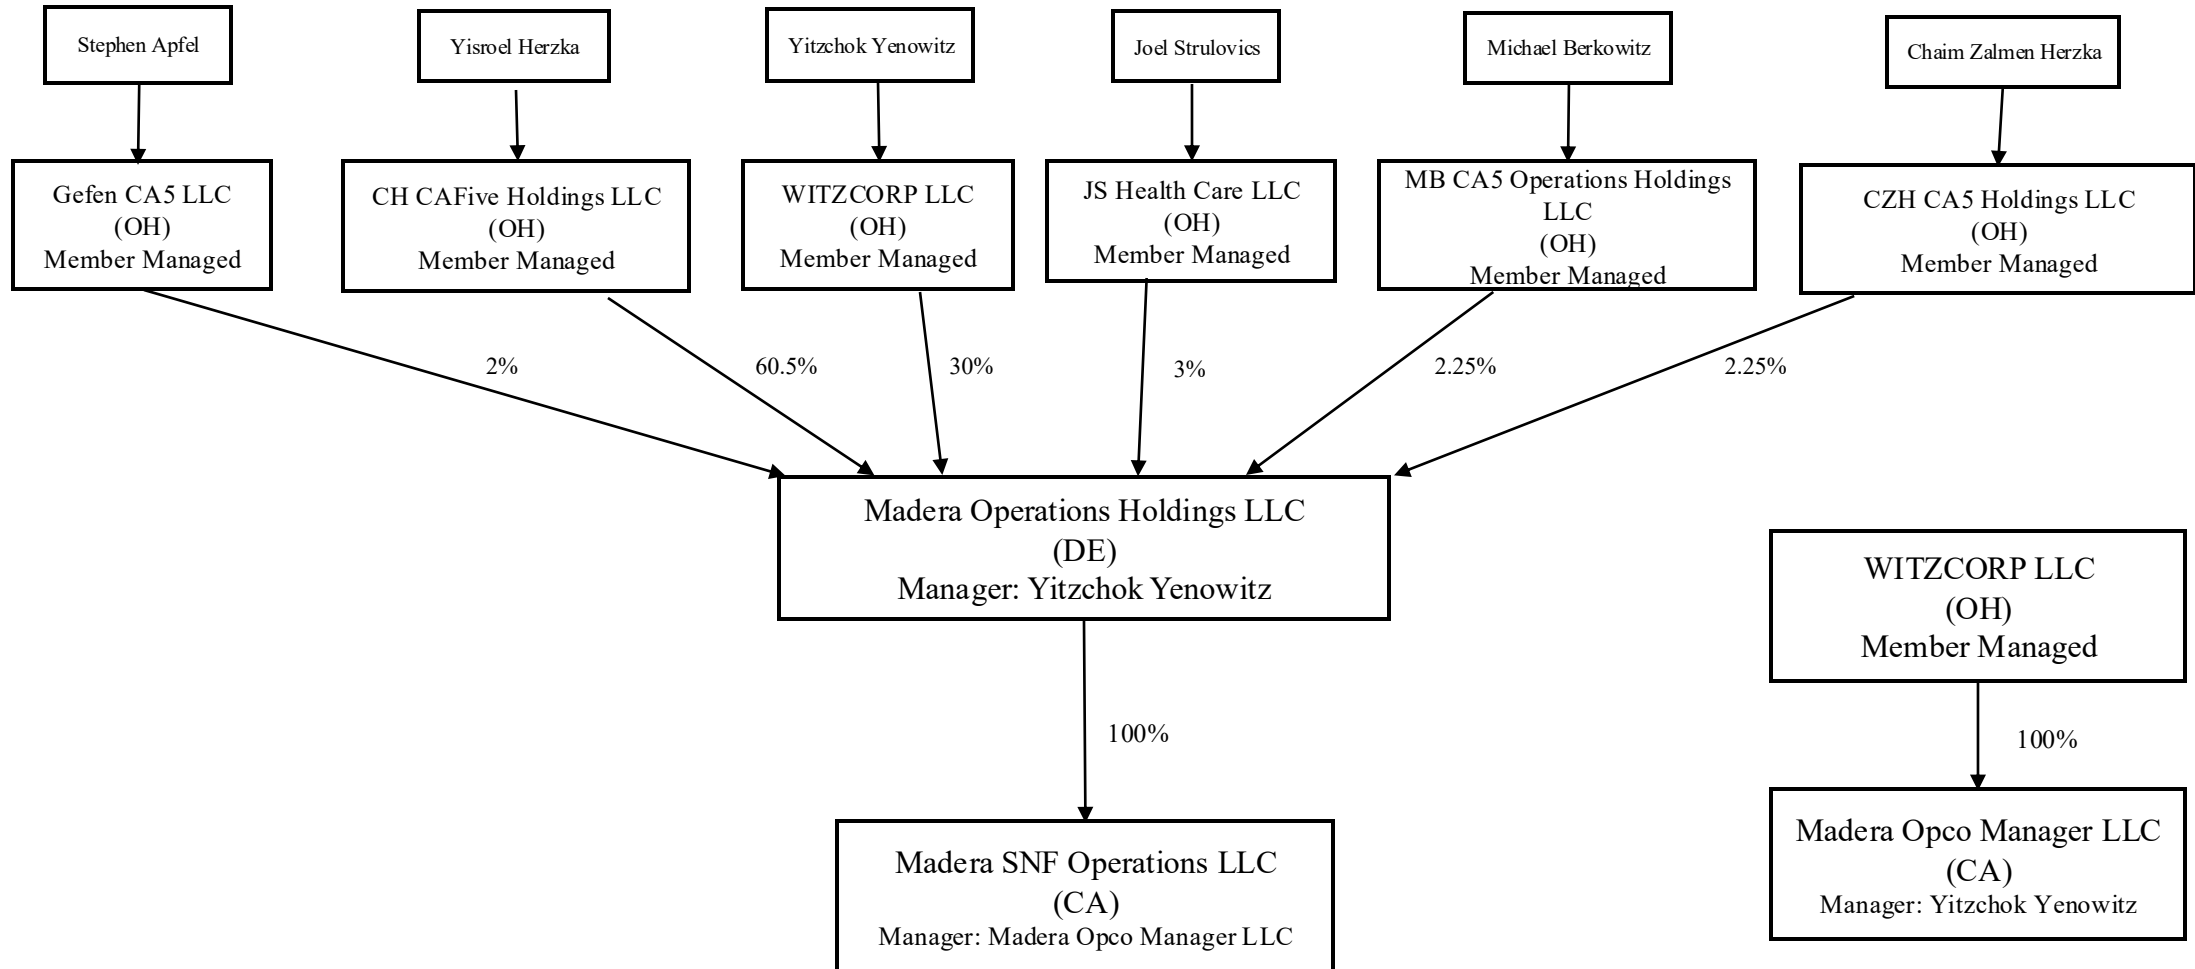 Stephen Apfel
Yisroel Herzka
Yitzchok Yenowitz
Joel Strulovics
Michael Berkowitz
Chaim Zalmen Herzka
Gefen CA5 LLC
(OH)
Member Managed
CH CAFive Holdings LLC
(OH)
Member Managed
WITZCORP LLC
(OH)
Member Managed
JS Health Care LLC
(OH)
Member Managed
MB CA5 Operations Holdings
LLC
(OH)
Member Managed
CZH CA5 Holdings LLC
(OH)
Member Managed
2%
60.5%
30%
3%
2.25%
2.25%
Madera Operations Holdings LLC
(DE)
Manager: Yitzchok Yenowitz
WITZCORP LLC
(OH)
Member Managed
100%
100%
Madera SNF Operations LLC
(CA)
Manager: Madera Opco Manager LLC
Madera Opco Manager LLC
(CA)
Manager: Yitzchok Yenowitz